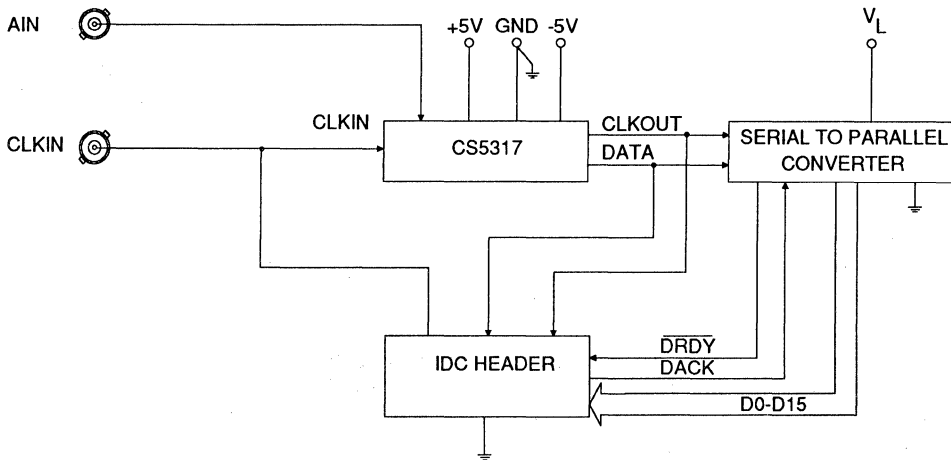 AIN
+5V GND -5V
V_L
CLKIN
CLKIN
CS5317
CLKOUT
DATA
SERIAL TO PARALLEL
CONVERTER
IDC HEADER
DRDY
DACK
D0-D15